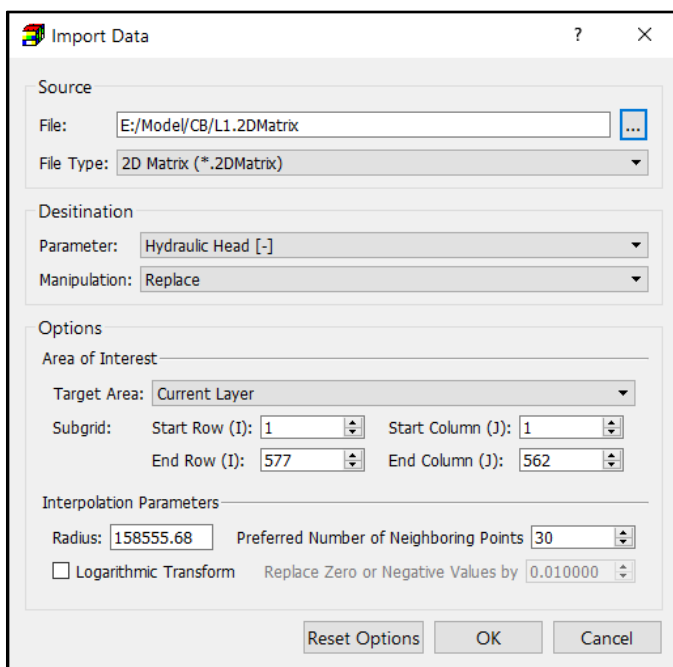 Import Data ? ×
Source
File: E:/Model/CB/L1.2DMatrix ...
File Type: 2D Matrix (*.2DMatrix)
Desitination
Parameter: Hydraulic Head [-]
Manipulation: Replace
Options
Area of Interest
Target Area: Current Layer
Subgrid: Start Row (I): 1 Start Column (J): 1
End Row (I): 577 End Column (J): 562
Interpolation Parameters
Radius: 158555.68 Preferred Number of Neighboring Points 30
Logarithmic Transform Replace Zero or Negative Values by 0.010000
Reset Options OK Cancel